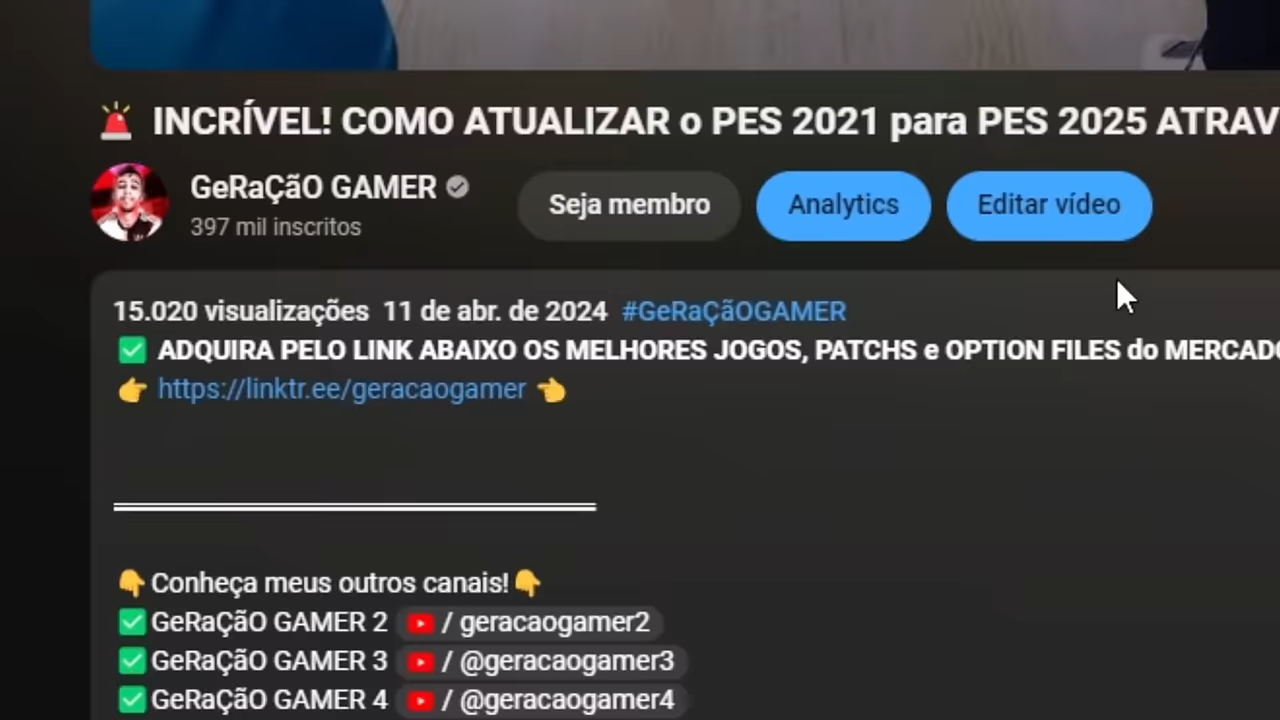 🚨 INCRÍVEL! COMO ATUALIZAR o PES 2021 para PES 2025 ATRAV
GeRaÇãO GAMER
397 mil inscritos
Seja membro
Analytics
Editar vídeo
15.020 visualizações 11 de abr. de 2024 #GeRaÇãOGAMER
✅ ADQUIRA PELO LINK ABAIXO OS MELHORES JOGOS, PATCHS e OPTION FILES do MERCADO
👉 https://linktr.ee/geracaogamer 👈
👇Conheça meus outros canais!👇
✅GeRaÇãO GAMER 2 / geracaogamer2
✅GeRaÇãO GAMER 3 / @geracaogamer3
✅GeRaÇãO GAMER 4 / @geracaogamer4